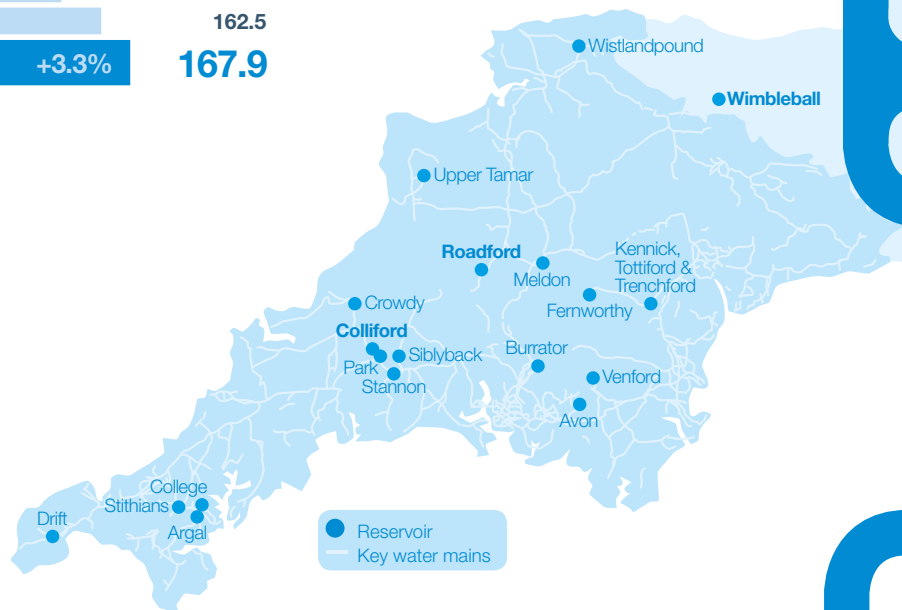 162.5
+3.3% 167.9
Wistlandpound
Wimbleball
Upper Tamar
Roadford
Meldon
Kennick,
Tottiford &
Trenchford
Fernworthy
Crowdy
Colliford
Park
Siblyback
Stannon
Burrator
Venford
Avon
College
Stithians
Argal
Drift
Reservoir
Key water mains